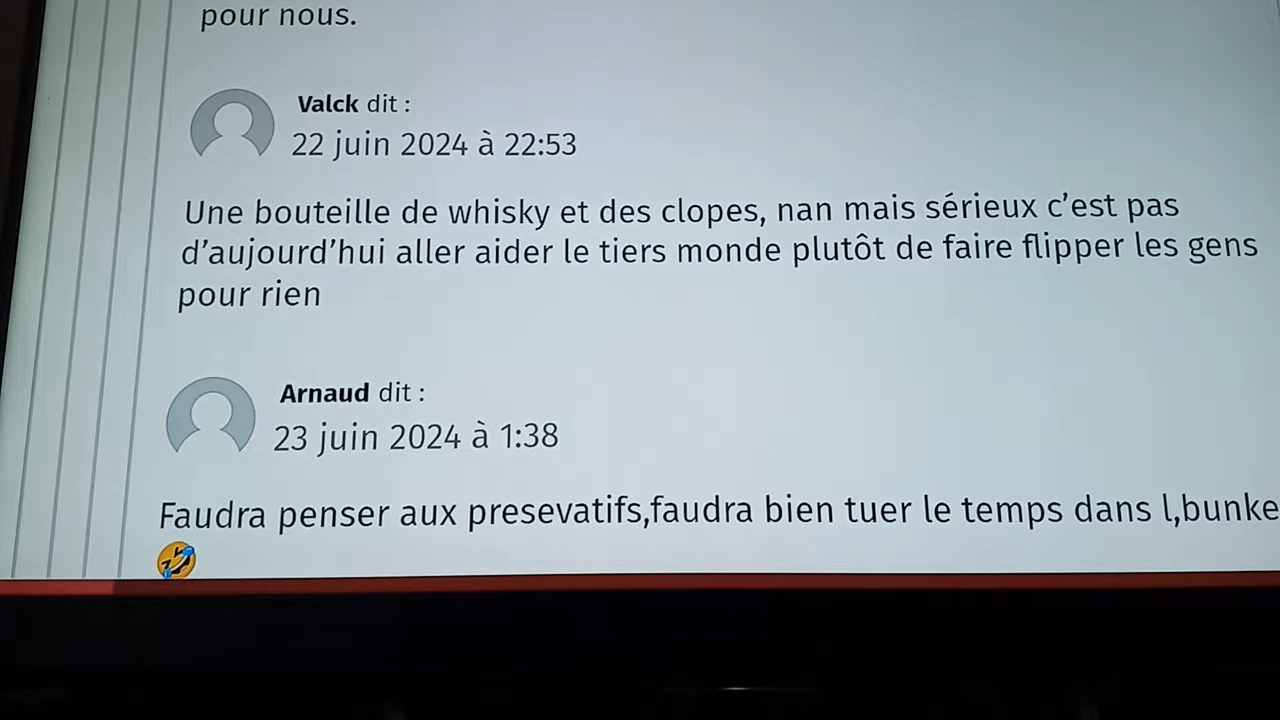 pour nous.
Valck dit :
22 juin 2024 à 22:53
Une bouteille de whisky et des clopes, nan mais sérieux c’est pas
d’aujourd’hui aller aider le tiers monde plutôt de faire flipper les gens
pour rien
Arnaud dit :
23 juin 2024 à 1:38
Faudra penser aux presevatifs,faudra bien tuer le temps dans l,bunke
🤣